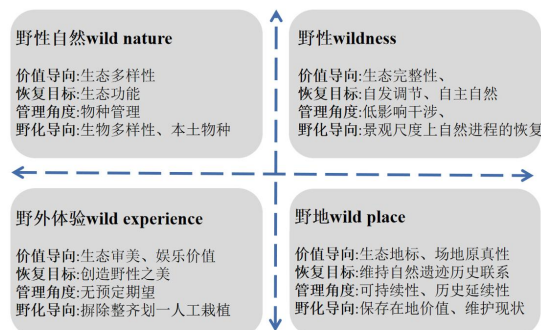 野性自然wild nature
价值导向:生态多样性
恢复目标:生态功能
管理角度:物种管理
野化导向:生物多样性、本土物种
野性wildness
价值导向:生态完整性、
恢复目标:自发调节、自主自然
管理角度:低影响干涉、
野化导向:景观尺度上自然进程的恢复
野外体验wild experience
价值导向:生态审美、娱乐价值
恢复目标:创造野性之美
管理角度:无预定期望
野化导向:摒除整齐划一人工栽植
野地wild place
价值导向:生态地标、场地原真性
恢复目标:维持自然遗迹历史联系
管理角度:可持续性、历史延续性
野化导向:保存在地价值、维护现状